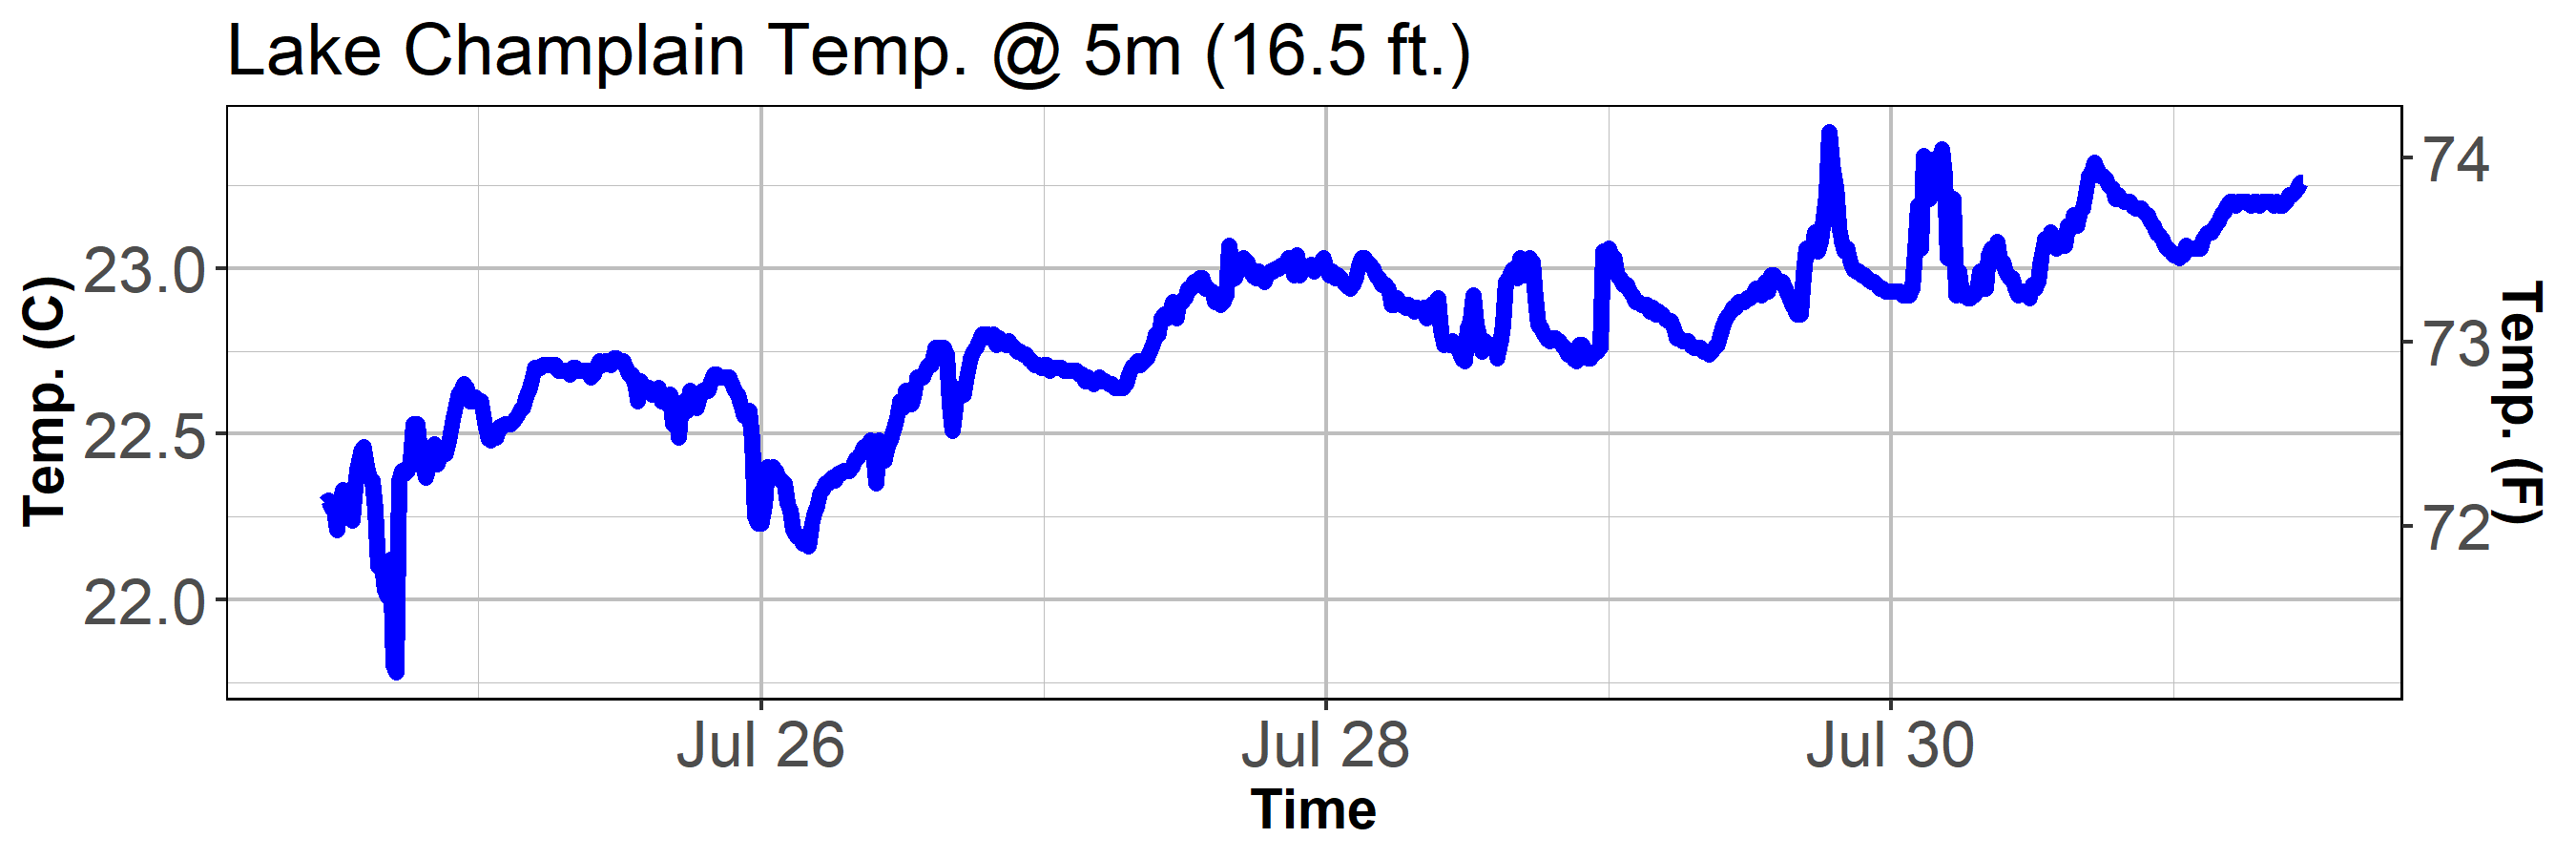 Lake Champlain Temp. @ 5m (16.5 ft.)
Temp. (C)
23.0
22.5
22.0
74
73
72
Temp. (F)
Jul 26 Jul 28 Jul 30
Time